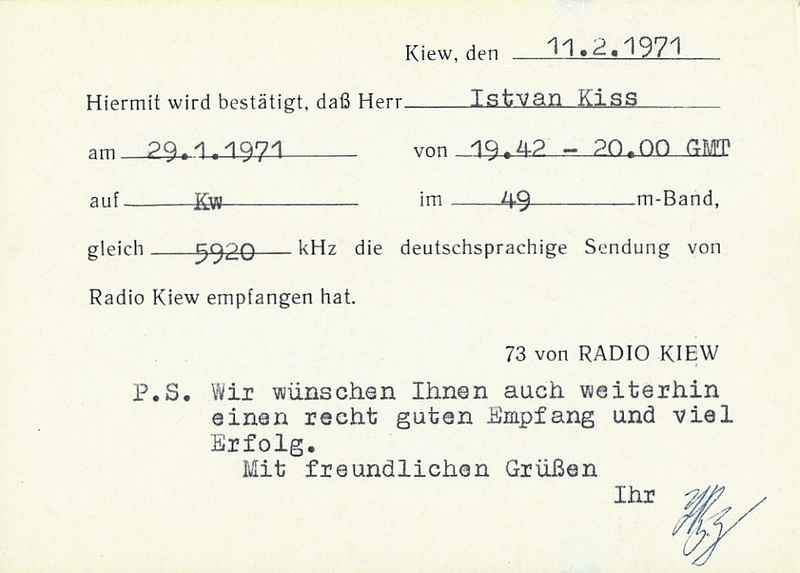 Kiew, den 11.2.1971
Hiermit wird bestätigt, daß Herr Istvan Kiss
am 29.1.1971 von 19.42 - 20.00 GMT
auf Kw im 49 m-Band,
gleich 5920 kHz die deutschsprachige Sendung von
Radio Kiew empfangen hat.
73 von RADIO KIEW
P.S. Wir wünschen Ihnen auch weiterhin
einen recht guten Empfang und viel
Erfolg.
Mit freundlichen Grüßen
Ihr